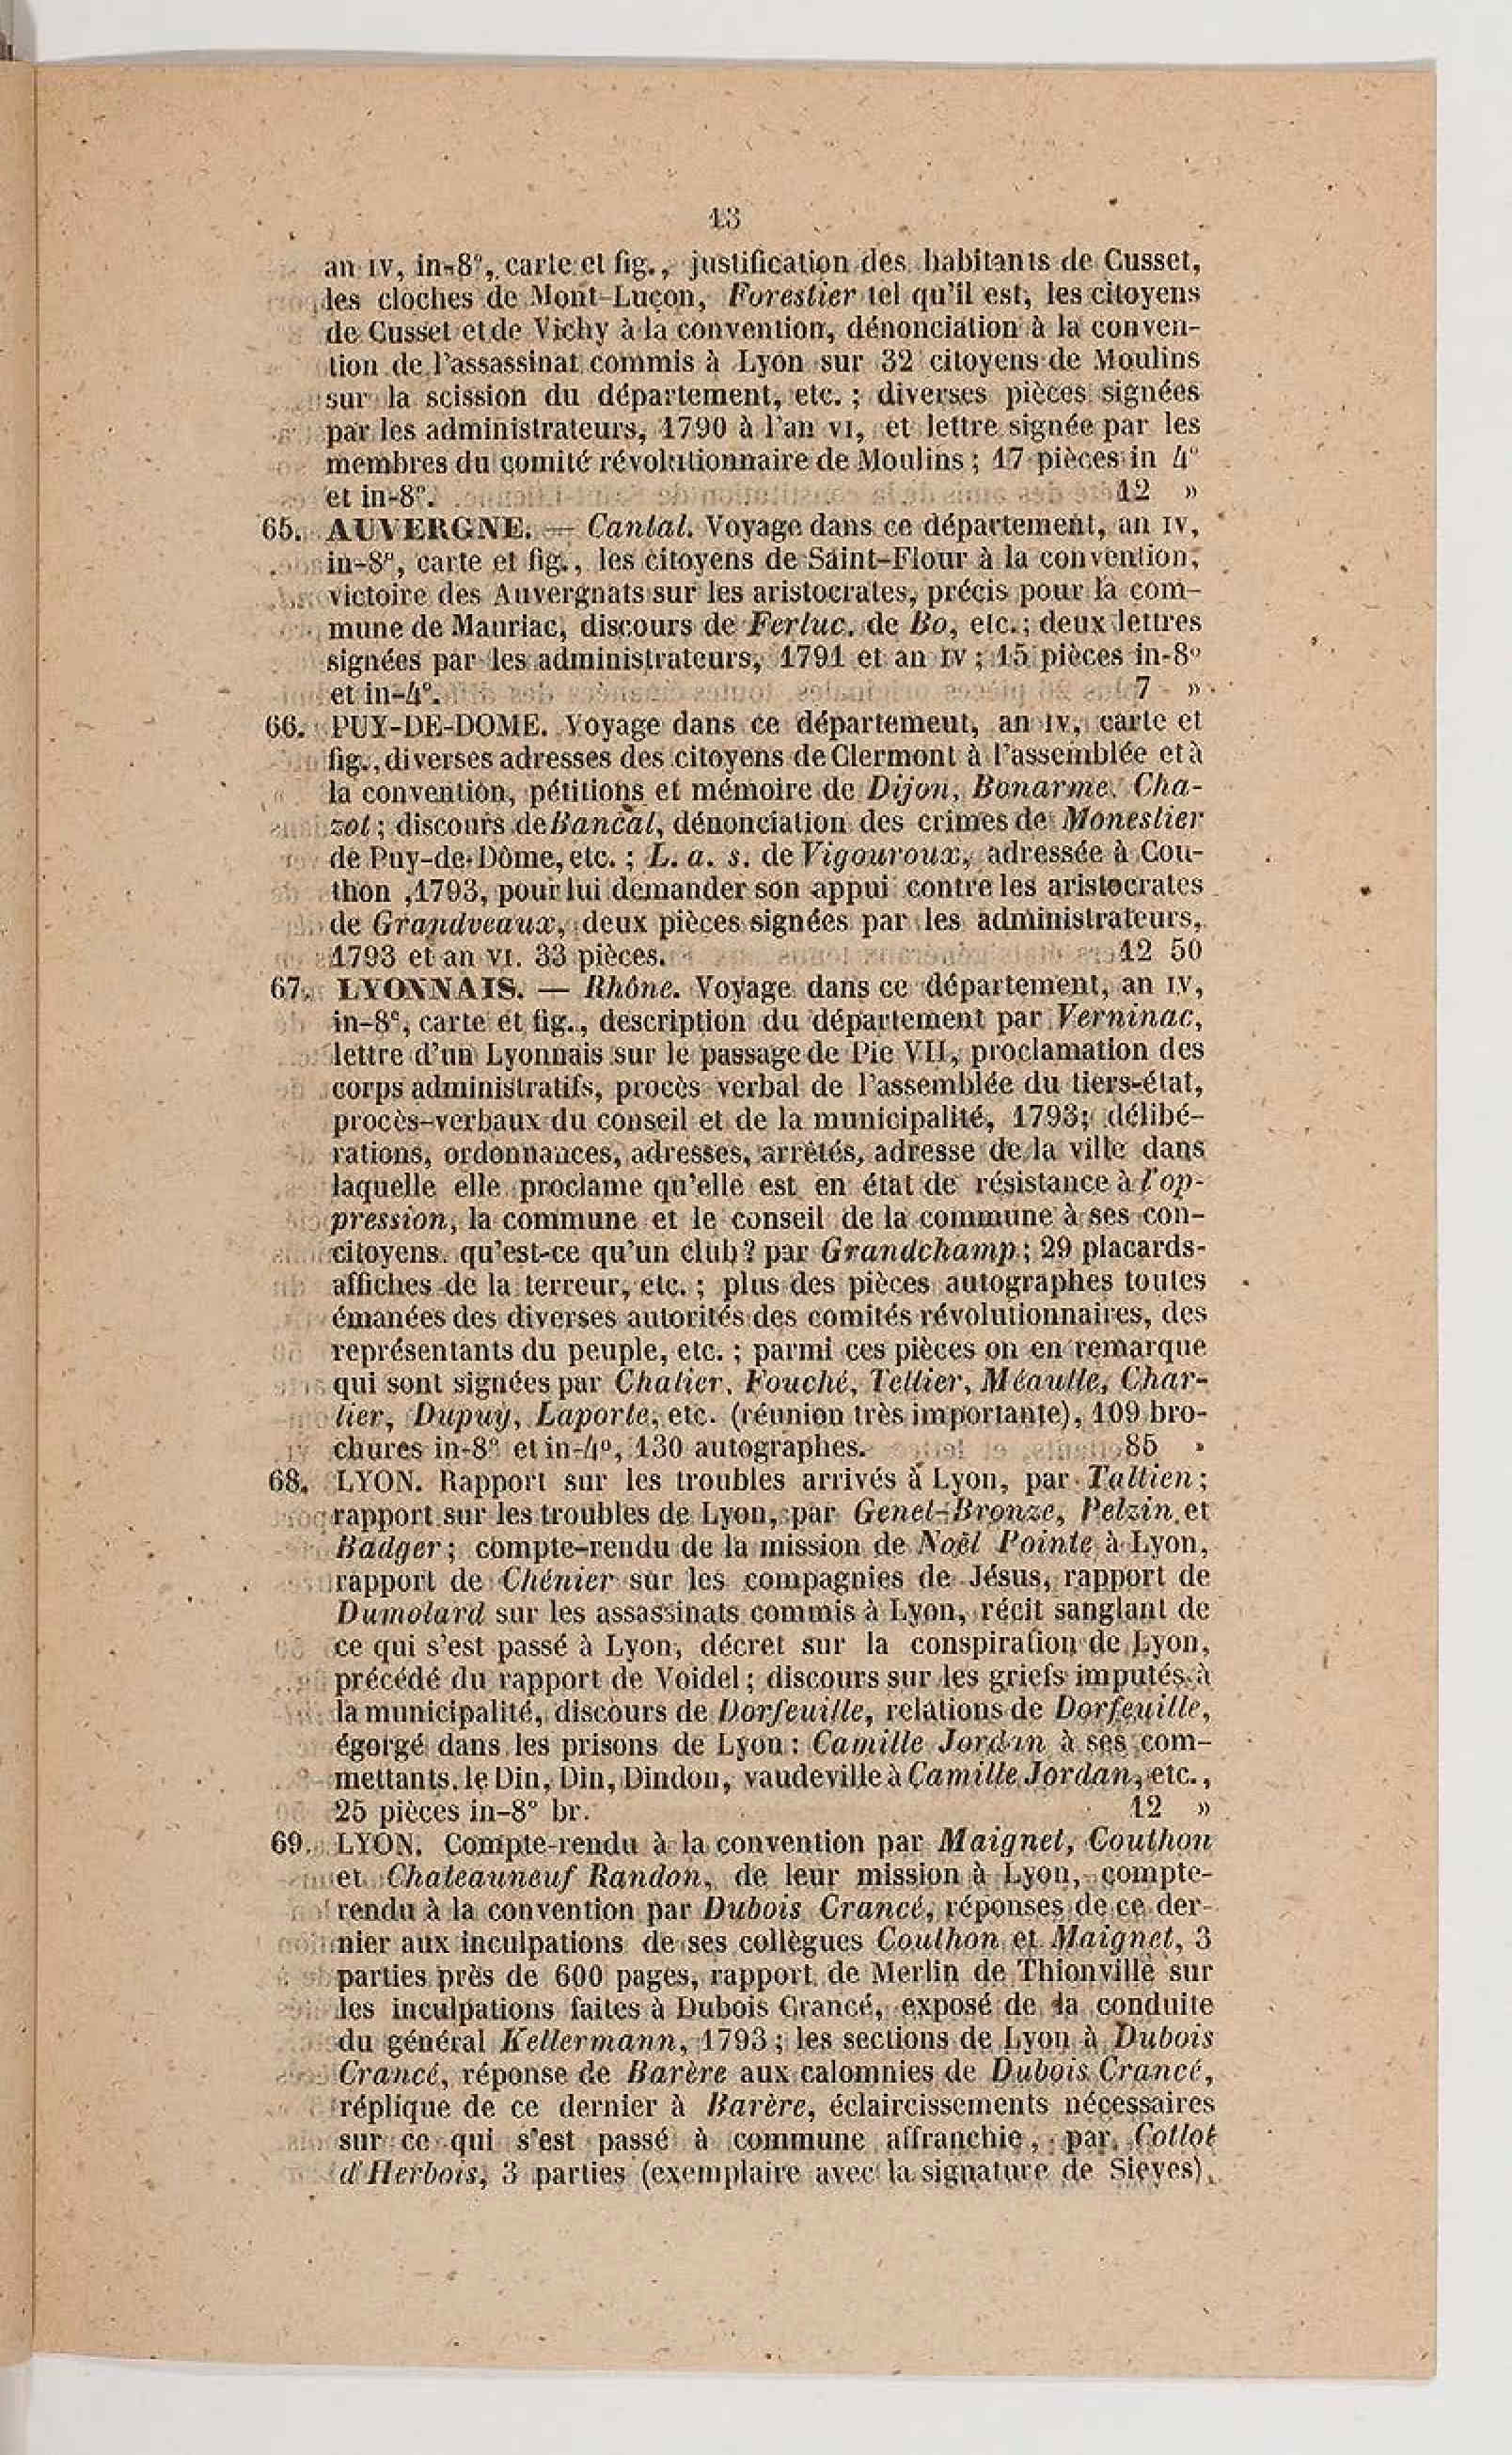 13
an IV, in-8°, carte et fig., justification des habitants de Cusset,
les cloches de Mont-Luçon, Forestier tel qu'il est, les citoyens
de Cusset et de Vichy à la convention, dénonciation à la conven-
tion de l'assassinat commis à Lyon sur 32 citoyens de Moulins
sur la scission du département, etc. ; diverses pièces signées
par les administrateurs, 1790 à l'an VI, et lettre signée par les
membres du comité révolutionnaire de Moulins ; 17 pièces in 4°
et in-8°. 12 »
65. AUVERGNE. — Cantal. Voyage dans ce département, an IV,
in-8°, carte et fig., les citoyens de Saint-Flour à la convention,
victoire des Auvergnats sur les aristocrates, précis pour la com-
mune de Mauriac, discours de Ferluc, de Bo, etc.; deux lettres
signées par les administrateurs, 1791 et an IV ; 15 pièces in-8°
et in-4°. 7 »
66. PUY-DE-DOME. Voyage dans ce département, an IV, carte et
fig., diverses adresses des citoyens de Clermont à l'assemblée et à
la convention, pétitions et mémoire de Dijon, Bonarme, Cha-
zot ; discours de Bancal, dénonciation des crimes de Monestier
de Puy-de-Dôme, etc. ; L. a. s. de Vigouroux, adressée à Cou-
thon ,1793, pour lui demander son appui contre les aristocrates
de Grandveaux, deux pièces signées par les administrateurs,
1793 et an VI. 33 pièces. 12 50
67. LYONNAIS. — Rhône. Voyage dans ce département, an IV,
in-8°, carte et fig., description du département par Verninac,
lettre d'un Lyonnais sur le passage de Pie VII, proclamation des
corps administratifs, procès verbal de l'assemblée du tiers-état,
procès-verbaux du conseil et de la municipalité, 1793; délibé-
rations, ordonnances, adresses, arrêtés, adresse de la ville dans
laquelle elle proclame qu'elle est en état de résistance à l'op-
pression, la commune et le conseil de la commune à ses con-
citoyens. qu'est-ce qu'un club ? par Grandchamp ; 29 placards-
affiches de la terreur, etc. ; plus des pièces autographes toutes
émanées des diverses autorités des comités révolutionnaires, des
représentants du peuple, etc. ; parmi ces pièces on en remarque
qui sont signées par Chalier, Fouché, Tellier, Méaulle, Char-
lier, Dupuy, Laporte, etc. (réunion très importante), 109 bro-
chures in-8° et in-4°, 130 autographes. 85 »
68. LYON. Rapport sur les troubles arrivés à Lyon, par Tallien ;
rapport sur les troubles de Lyon, par Genet-Bronze, Pelzin et
Badger ; compte-rendu de la mission de Noël Pointe à Lyon,
rapport de Chénier sur les compagnies de Jésus, rapport de
Dumolard sur les assassinats commis à Lyon, récit sanglant de
ce qui s'est passé à Lyon, décret sur la conspiration de Lyon,
précédé du rapport de Voidel ; discours sur les griefs imputés à
la municipalité, discours de Dorfeuille, relations de Dorfeuille,
égorgé dans les prisons de Lyon : Camille Jordan à ses com-
mettants. le Din, Din, Dindon, vaudeville à Camille Jordan, etc.,
25 pièces in-8° br. 12 »
69. LYON. Compte-rendu à la convention par Maignet, Couthon
et Chateauneuf Randon, de leur mission à Lyon, compte-
rendu à la convention par Dubois Crancé, réponses de ce der-
nier aux inculpations de ses collègues Couthon et Maignet, 3
parties près de 600 pages, rapport de Merlin de Thionville sur
les inculpations faites à Dubois Crancé, exposé de la conduite
du général Kellermann, 1793 ; les sections de Lyon à Dubois
Crancé, réponse de Barère aux calomnies de Dubois Crancé,
réplique de ce dernier à Barère, éclaircissements nécessaires
sur ce qui s'est passé à commune affranchie, par Collot
d'Herbois, 3 parties (exemplaire avec la signature de Sieyes),